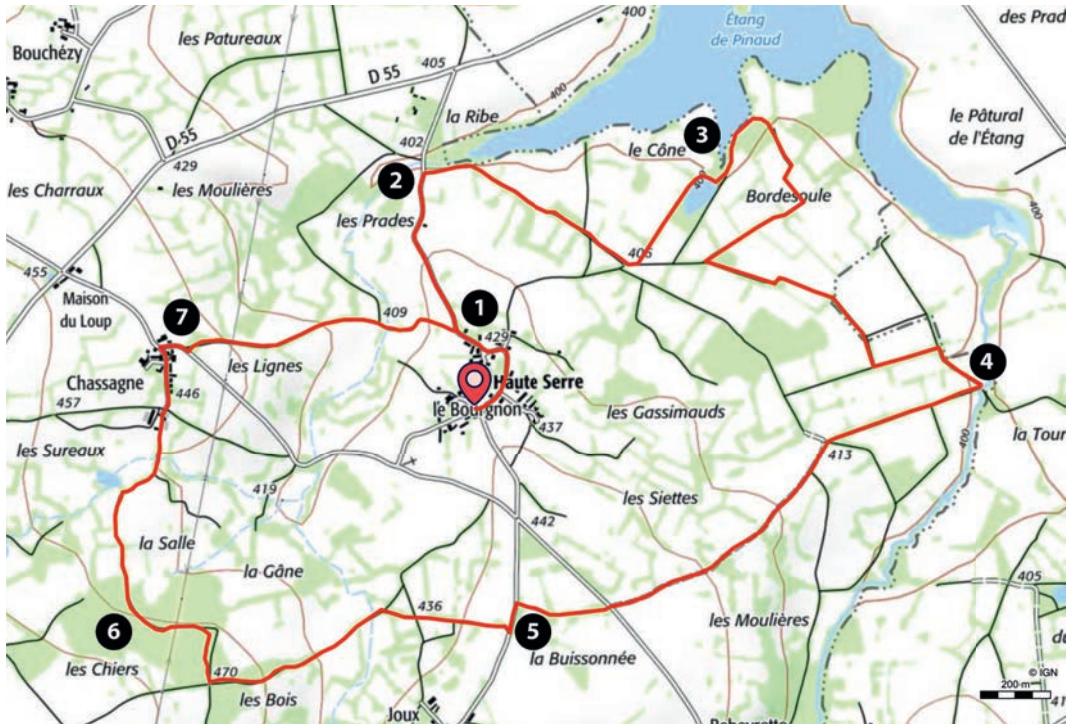 Étang
de Pinaud
des Prad
Bouchézy
les Patureaux
D 55
405
400
la Ribe
le Pâtural
de l'Étang
D-55
429
402
3
le Cône
les Charraux
les Moulières
2
400
Bordesoule
400
les Prades
406
455
Maison
du Loup
7
409
1
429
les Lignes
4
Chassagne
446
Haute Serre
le Bourgnon
les Gassimauds
457
437
la Tour
les Sureaux
413
400
419
les Siettes
442
la Salle
la Gâne
405
436
6
5
les Moulières
du
les Chiers
la Buissonnée
470
les Bois
© IGN
200 m
Joux
41